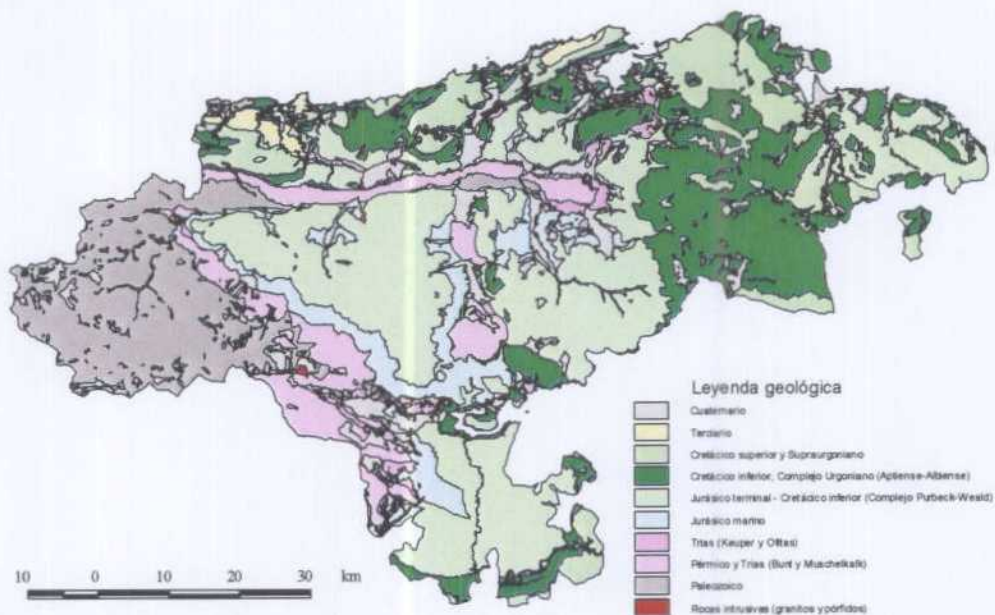 Leyenda geológica
Cuaternario
Terciario
Cretácico superior y Supraurgoniano
Cretácico inferior, Complejo Urgoniano (Aptiense-Albiense)
Jurásico terminal - Cretácico inferior (Complejo Purbeck-Weald)
Jurásico marino
Trías (Keuper y Ofitas)
Pérmico y Trías (Bunt y Muschelkalk)
Paleozoico
Rocas intrusivas (granitos y pórfidos)
10 0 10 20 30 km